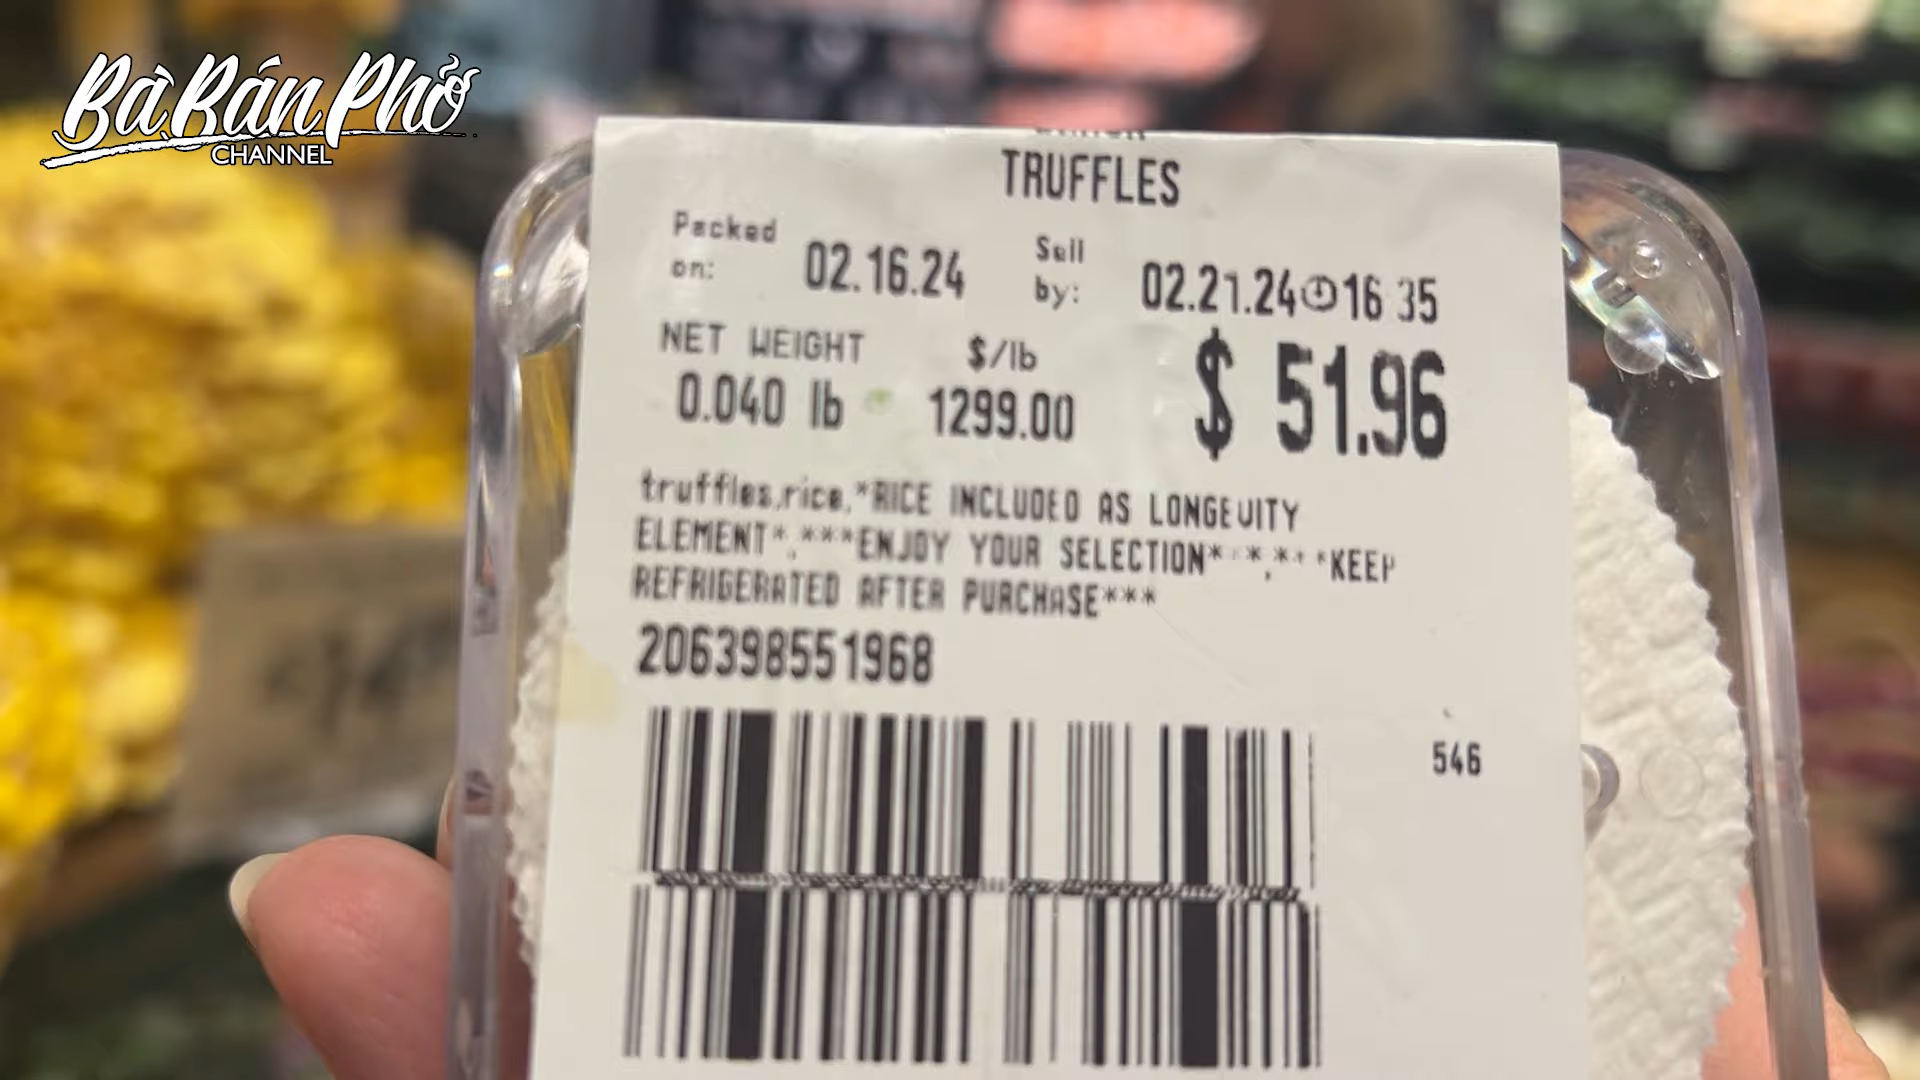 Bà Bán Phở
CHANNEL
TRUFFLES
Packed on: 02.16.24 Sell by: 02.21.24 16 35
NET WEIGHT $/lb
0.040 lb 1299.00 $ 51.96
truffles,rice,*RICE INCLUDED AS LONGEVITY
ELEMENT*,***ENJOY YOUR SELECTION***,***KEEP
REFRIGERATED AFTER PURCHASE***
206398551968
546